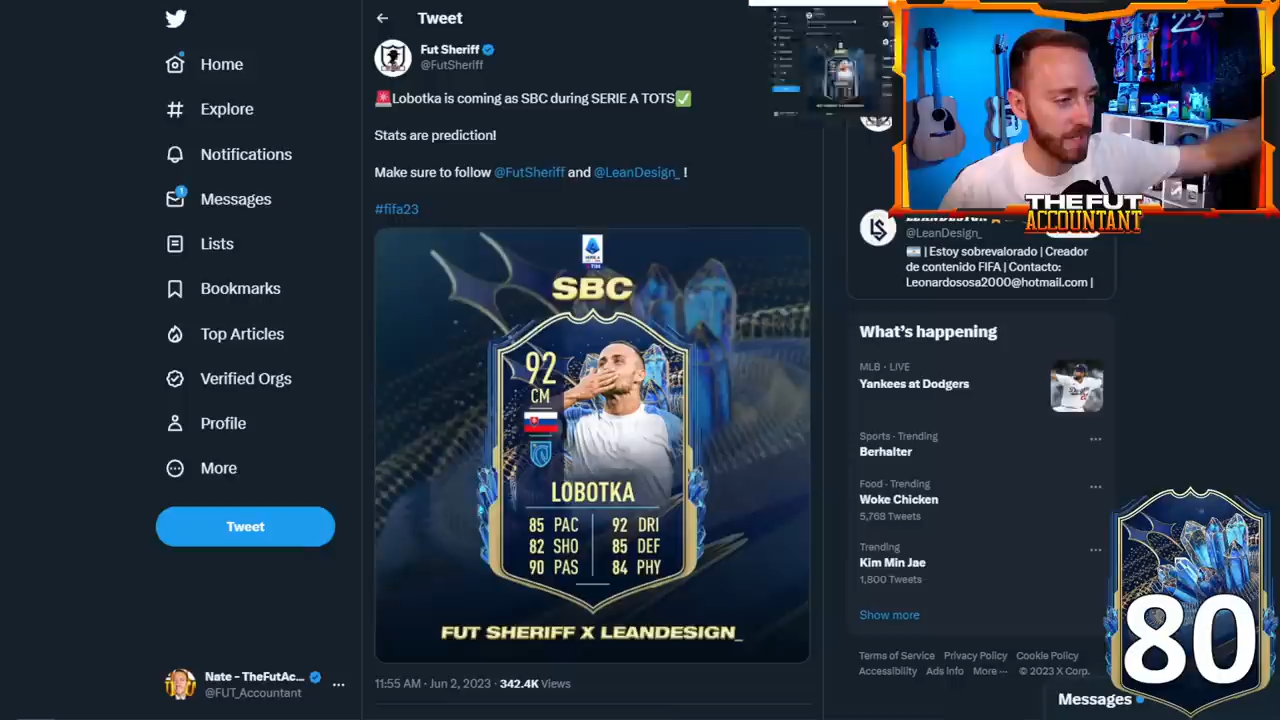 Home
Explore
Notifications
1
Messages
Lists
Bookmarks
Top Articles
Verified Orgs
Profile
More
Tweet
Nate - TheFutAc...
@FUT_Accountant
Tweet
Fut Sheriff
@FutSheriff
🚨Lobotka is coming as SBC during SERIE A TOTS✅
Stats are prediction!
Make sure to follow @FutSheriff and @LeanDesign_ !
#fifa23
SBC
92
CM
LOBOTKA
85 PAC 92 DRI
82 SHO 85 DEF
90 PAS 84 PHY
FUT SHERIFF X LEANDESIGN_
11:55 AM · Jun 2, 2023 · 342.4K Views
THE FUT
ACCOUNTANT
LEANDESIGN
@LeanDesign_
🇦🇷 | Estoy sobrevalorado | Creador
de contenido FIFA | Contacto:
Leonardososa2000@hotmail.com |
What's happening
MLB · LIVE
Yankees at Dodgers
Sports · Trending
Berhalter
Food · Trending
Woke Chicken
5,768 Tweets
Trending
Kim Min Jae
1,800 Tweets
Show more
Terms of Service Privacy Policy Cookie Policy
Accessibility Ads info More ··· © 2023 X Corp.
Messages
80